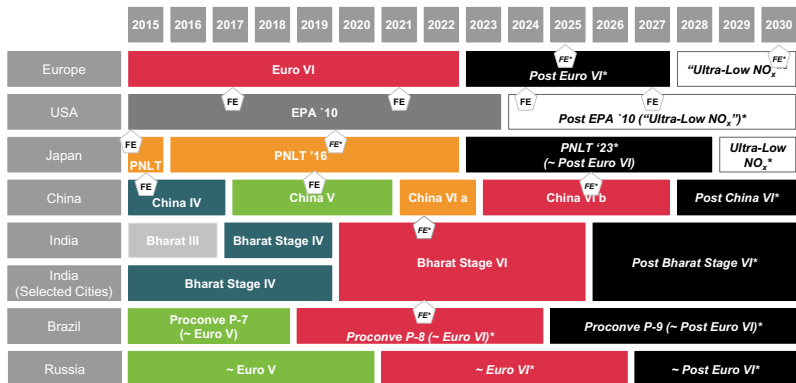 2015 2016 2017 2018 2019 2020 2021 2022 2023 2024 2025 2026 2027 2028 2029 2030
Europe
Euro VI
FE*
Post Euro VI*
FE*
"Ultra-Low NOx"*
USA
FE
EPA `10
FE
FE
FE
Post EPA `10 ("Ultra-Low NOx")*
Japan
FE
PNLT
PNLT '16
FE*
PNLT '23*
(~ Post Euro VI)
Ultra-Low
NOx*
China
FE
China IV
FE
China V
China VI a
FE*
China VI b
Post China VI*
India
Bharat III
Bharat Stage IV
FE*
Bharat Stage VI
Post Bharat Stage VI*
India
(Selected Cities)
Bharat Stage IV
Brazil
Proconve P-7
(~ Euro V)
FE*
Proconve P-8 (~ Euro VI)*
Proconve P-9 (~ Post Euro VI)*
Russia
~ Euro V
~ Euro VI*
~ Post Euro VI*